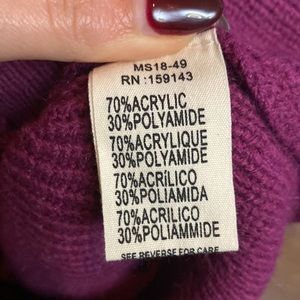 MS18-49
RN : 159143
70%ACRYLIC
30%POLYAMIDE
70%ACRYLIQUE
30%POLYAMIDE
70%ACRÍLICO
30%POLIAMIDA
70%ACRILICO
30%POLIAMMIDE
SEE REVERSE FOR CARE